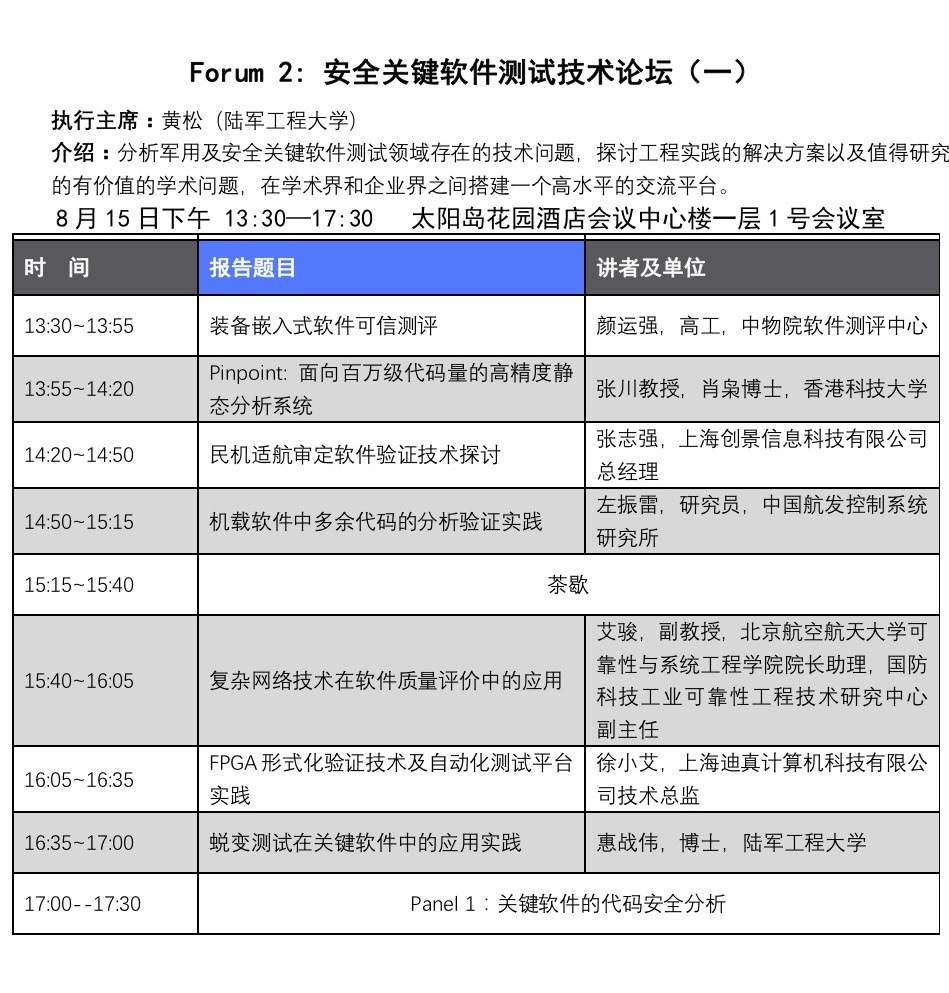 Forum 2: 安全关键软件测试技术论坛（一）
执行主席：黄松（陆军工程大学）
介绍：分析军用及安全关键软件测试领域存在的技术问题，探讨工程实践的解决方案以及值得研究
的有价值的学术问题，在学术界和企业界之间搭建一个高水平的交流平台。
8月15日下午 13:30—17:30 太阳岛花园酒店会议中心楼一层1号会议室
时 间 报告题目 讲者及单位
13:30~13:55 装备嵌入式软件可信测评 颜运强，高工，中物院软件测评中心
13:55~14:20
Pinpoint: 面向百万级代码量的高精度静
态分析系统
张川教授，肖枭博士，香港科技大学
14:20~14:50
民机适航审定软件验证技术探讨
张志强，上海创景信息科技有限公司
总经理
14:50~15:15
机载软件中多余代码的分析验证实践
左振雷，研究员，中国航发控制系统
研究所
15:15~15:40 茶歇
15:40~16:05
复杂网络技术在软件质量评价中的应用
艾骏，副教授，北京航空航天大学可
靠性与系统工程学院院长助理，国防
科技工业可靠性工程技术研究中心
副主任
16:05~16:35
FPGA形式化验证技术及自动化测试平台
实践
徐小艾，上海迪真计算机科技有限公
司技术总监
16:35~17:00 蜕变测试在关键软件中的应用实践 惠战伟，博士，陆军工程大学
17:00--17:30 Panel 1：关键软件的代码安全分析